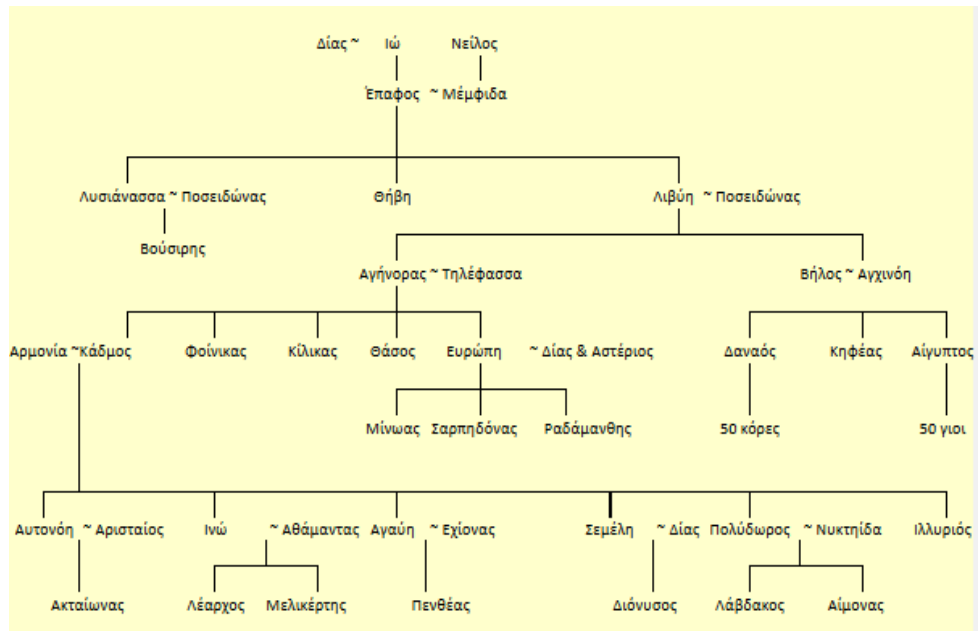 Δίας ~ Ιώ Νείλος
Έπαφος ~ Μέμφιδα
Λυσιάνασσα ~ Ποσειδώνας Θήβη Λιβύη ~ Ποσειδώνας
Βούσιρης
Αγήνορας ~ Τηλέφασσα Βήλος ~ Αγχινόη
Αρμονία ~Κάδμος Φοίνικας Κίλικας Θάσος Ευρώπη ~ Δίας & Αστέριος Δαναός Κηφέας Αίγυπτος
Μίνωας Σαρπηδόνας Ραδάμανθης 50 κόρες 50 γιοι
Αυτονόη ~ Αρισταίος Ινώ ~ Αθάμαντας Αγαύη ~ Εχίονας Σεμέλη ~ Δίας Πολύδωρος ~ Νυκτηίδα Ιλλυριός
Ακταίωνας Λέαρχος Μελικέρτης Πενθέας Διόνυσος Λάβδακος Αίμονας